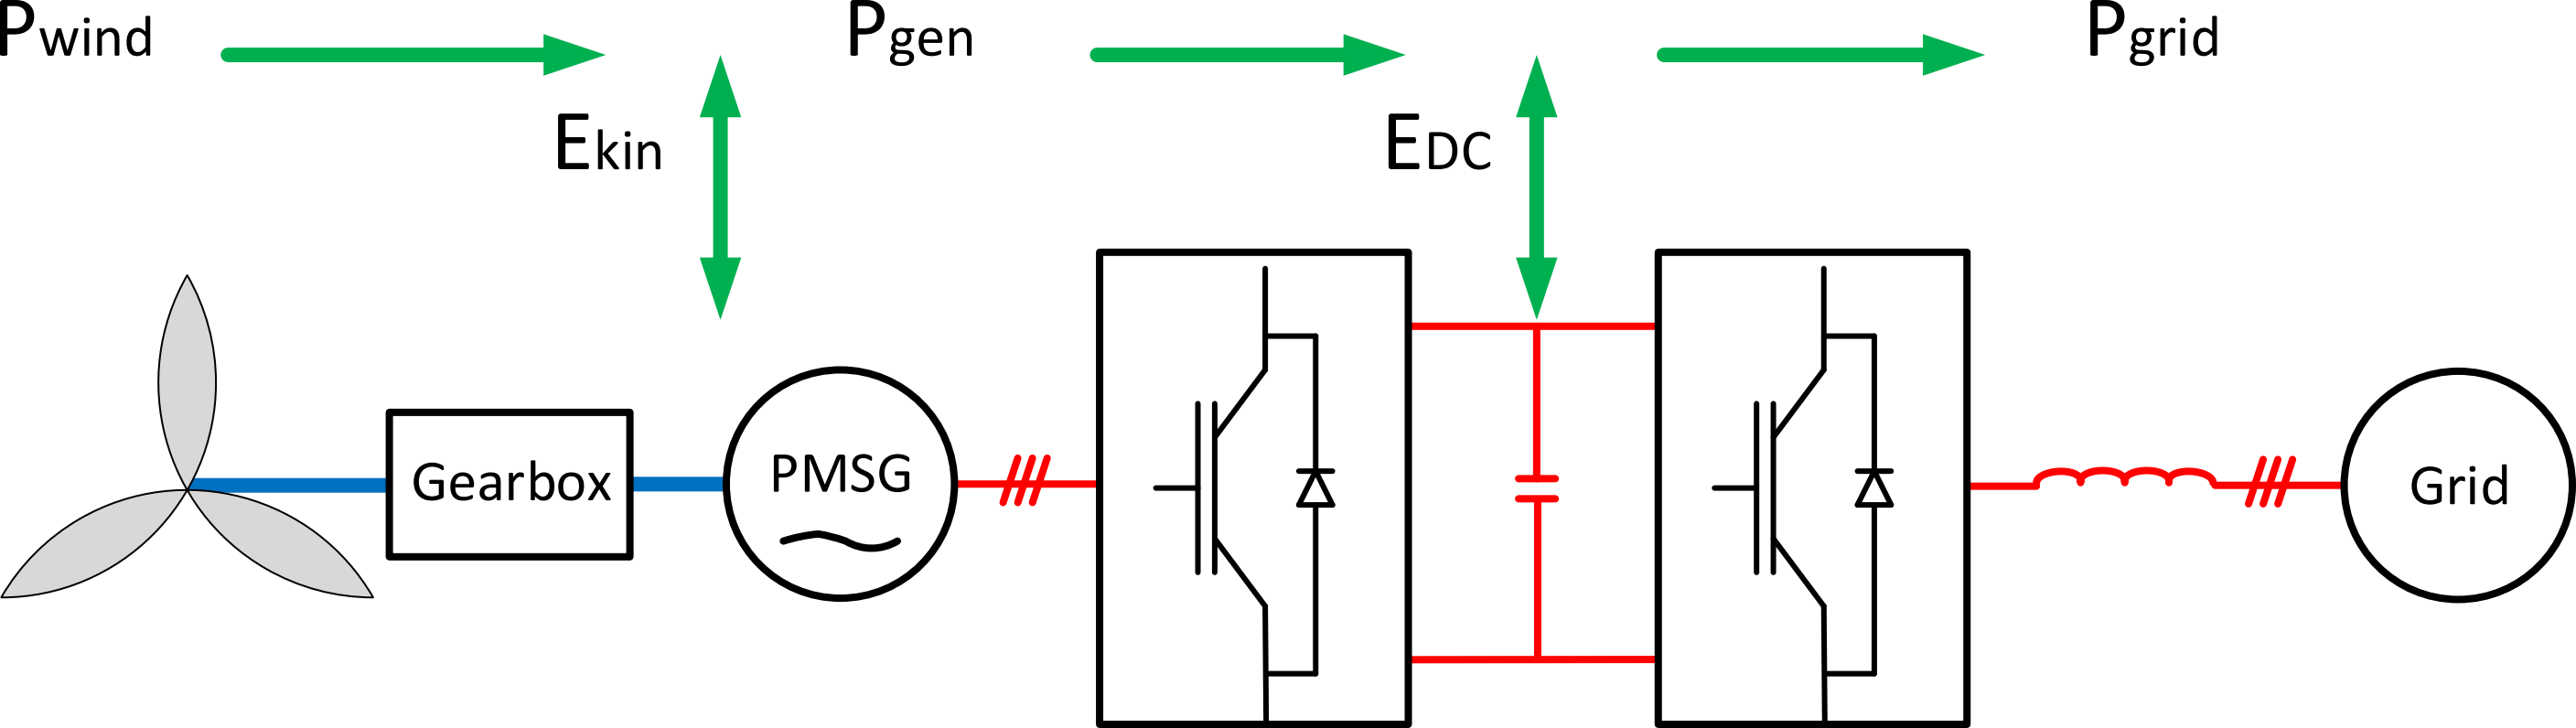 Pwind
Pgen
Pgrid
Ekin
EDC
Gearbox
PMSG
Grid